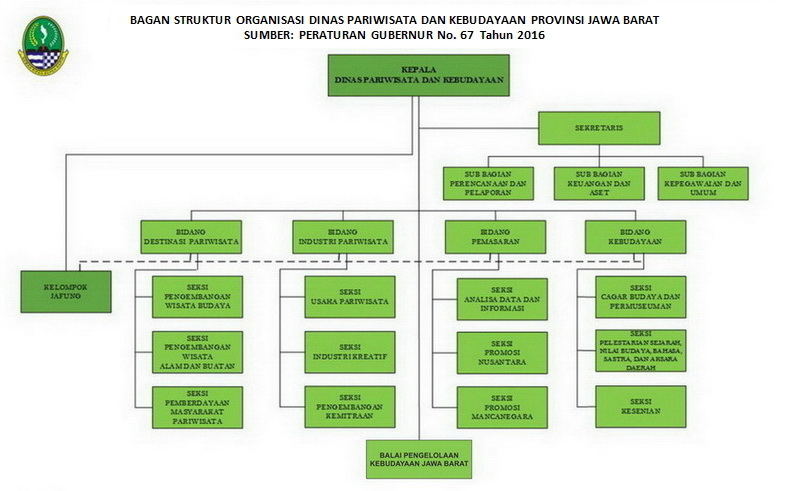 BAGAN STRUKTUR ORGANISASI DINAS PARIWISATA DAN KEBUDAYAAN PROVINSI JAWA BARAT
SUMBER: PERATURAN GUBERNUR No. 67 Tahun 2016
KEPALA
DINAS PARIWISATA DAN KEBUDAYAAN
SEKRETARIS
SUB BAGIAN
PERENCANAAN DAN
PELAPORAN
SUB BAGIAN
KEUANGAN DAN
ASET
SUB BAGIAN
KEPEGAWAIAN DAN
UMUM
BIDANG
DESTINASI PARIWISATA
BIDANG
INDUSTRI PARIWISATA
BIDANG
PEMASARAN
BIDANG
KEBUDAYAAN
KELOMPOK
JAFUNG
SEKSI
PENGEMBANGAN
WISATA BUDAYA
SEKSI
PENGEMBANGAN
WISATA
ALAM DAN BUATAN
SEKSI
PEMBERDAYAAN
MASYARAKAT
PARIWISATA
SEKSI
USAHA PARIWISATA
SEKSI
INDUSTRI KREATIF
SEKSI
PENGEMBANGAN
KEMITRAAN
SEKSI
ANALISA DATA DAN
INFORMASI
SEKSI
PROMOSI
NUSANTARA
SEKSI
PROMOSI
MANCANEGARA
SEKSI
CAGAR BUDAYA DAN
PERMUSEUMAN
SEKSI
PELESTARIAN SEJARAH,
NILAI BUDAYA, BAHASA,
SASTRA, DAN AKSARA
DAERAH
SEKSI
KESENIAN
BALAI PENGELOLAAN
KEBUDAYAAN JAWA BARAT